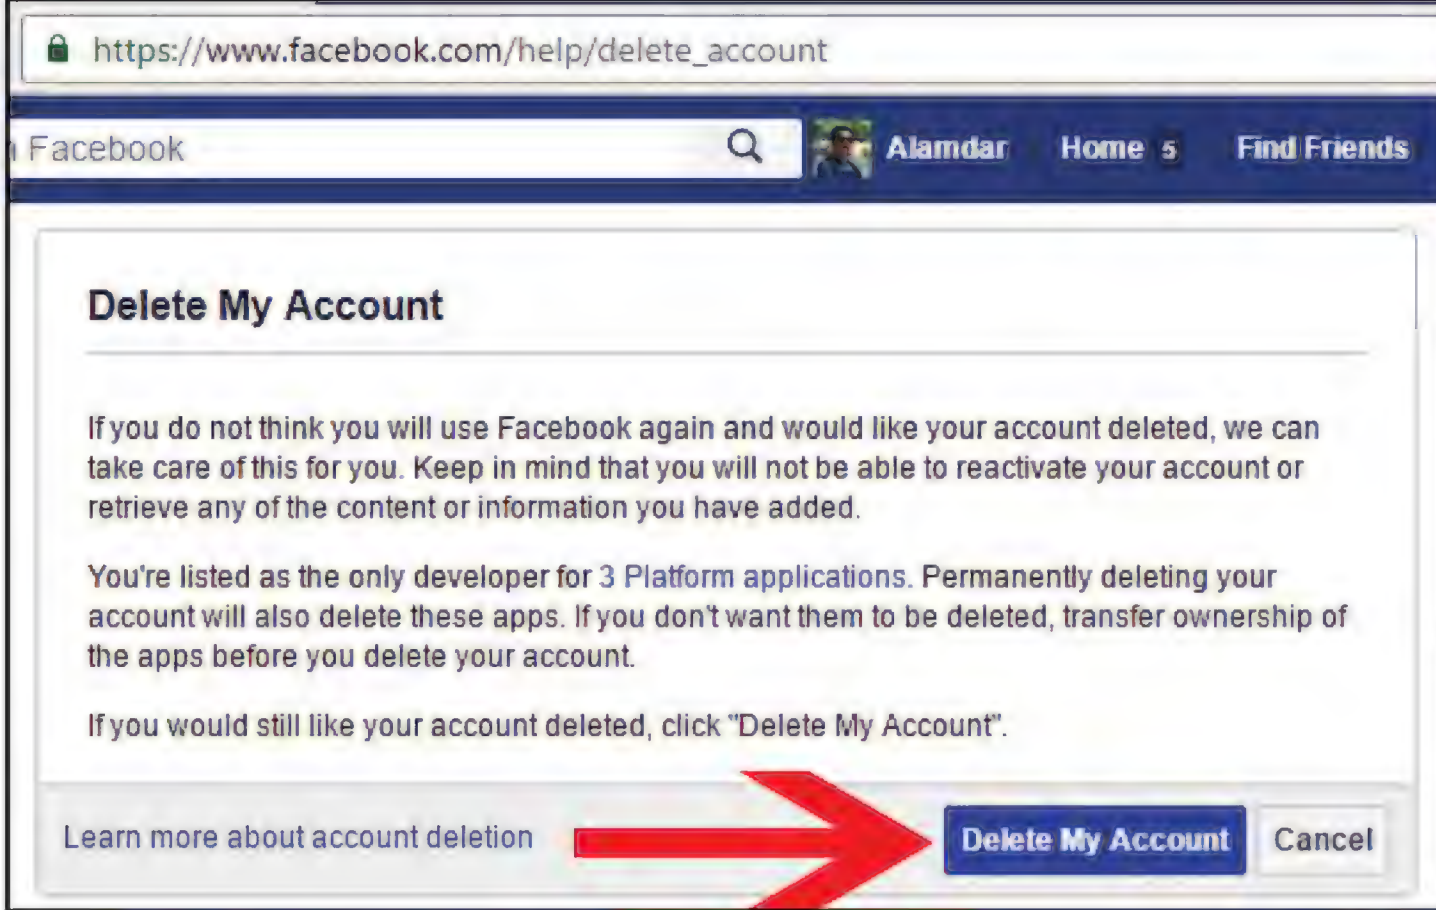 https://www.facebook.com/help/delete_account
Facebook
Alamdar Home 5 Find Friends
Delete My Account
If you do not think you will use Facebook again and would like your account deleted, we can
take care of this for you. Keep in mind that you will not be able to reactivate your account or
retrieve any of the content or information you have added.
You're listed as the only developer for 3 Platform applications. Permanently deleting your
account will also delete these apps. If you don't want them to be deleted, transfer ownership of
the apps before you delete your account.
If you would still like your account deleted, click "Delete My Account".
Learn more about account deletion
Delete My Account Cancel